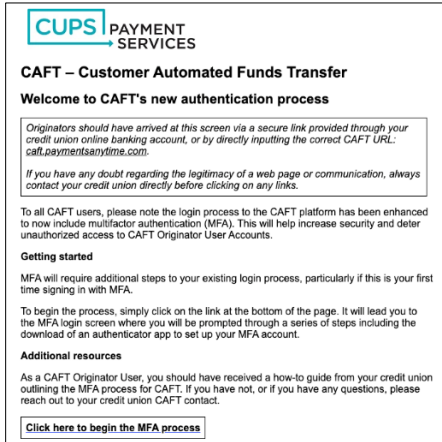 CUPS PAYMENT
SERVICES
CAFT – Customer Automated Funds Transfer
Welcome to CAFT's new authentication process
Originators should have arrived at this screen via a secure link provided through your
credit union online banking account, or by directly inputting the correct CAFT URL:
caft.paymentsanytime.com.
If you have any doubt regarding the legitimacy of a web page or communication, always
contact your credit union directly before clicking on any links.
To all CAFT users, please note the login process to the CAFT platform has been enhanced
to now include multifactor authentication (MFA). This will help increase security and deter
unauthorized access to CAFT Originator User Accounts.
Getting started
MFA will require additional steps to your existing login process, particularly if this is your first
time signing in with MFA.
To begin the process, simply click on the link at the bottom of the page. It will lead you to
the MFA login screen where you will be prompted through a series of steps including the
download of an authenticator app to set up your MFA account.
Additional resources
As a CAFT Originator User, you should have received a how-to guide from your credit union
outlining the MFA process for CAFT. If you have not, or if you have any questions, please
reach out to your credit union CAFT contact.
Click here to begin the MFA process